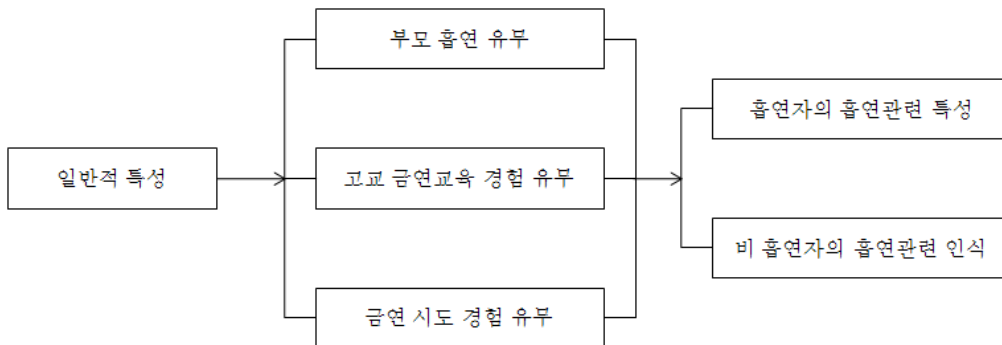 부모 흡연 유무
흡연자의 흡연관련 특성
일반적 특성
고교 금연교육 경험 유무
비 흡연자의 흡연관련 인식
금연 시도 경험 유무